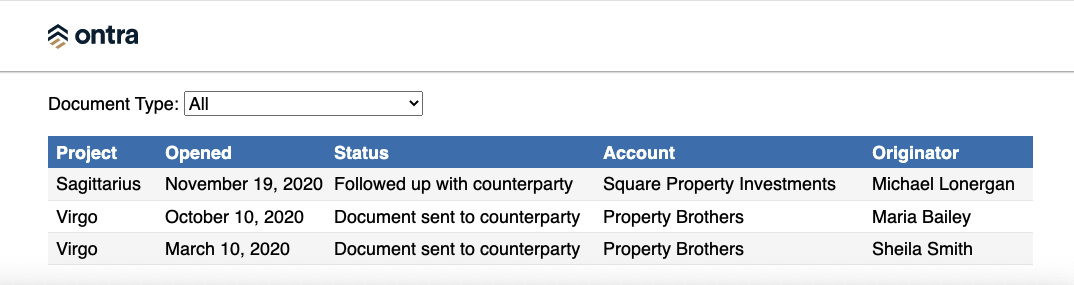 ontra
Document Type: All
Project Opened Status Account Originator
Sagittarius November 19, 2020 Followed up with counterparty Square Property Investments Michael Lonergan
Virgo October 10, 2020 Document sent to counterparty Property Brothers Maria Bailey
Virgo March 10, 2020 Document sent to counterparty Property Brothers Sheila Smith